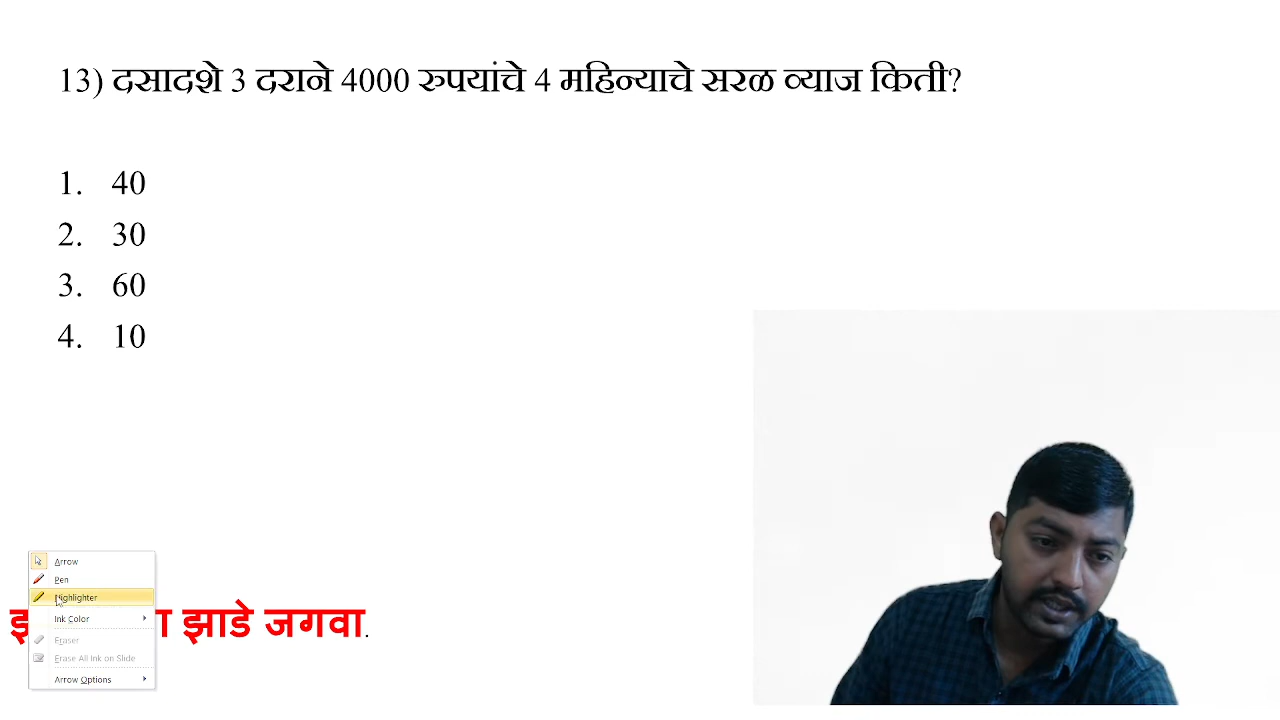 13) दसादशे 3 दराने 4000 रुपयांचे 4 महिन्याचे सरळ व्याज किती?
1. 40
2. 30
3. 60
4. 10
Arrow
Pen
Highlighter
Ink Color
Eraser
Erase All Ink on Slide
Arrow Options
झाडे जगवा.